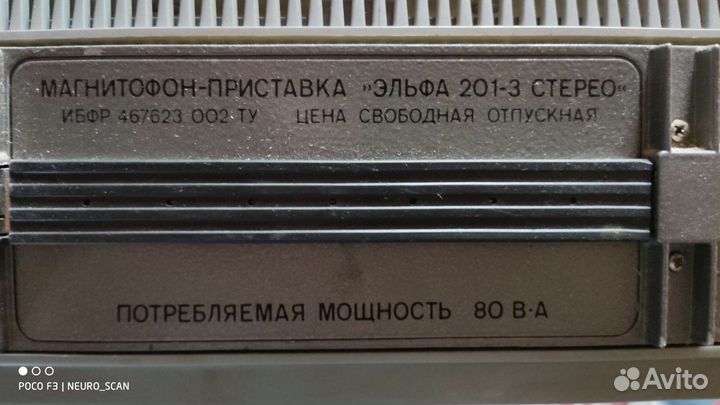 МАГНИТОФОН-ПРИСТАВКА "ЭЛЬФА 201-3 СТЕРЕО"
ИБФР 467623 002 ТУ ЦЕНА СВОБОДНАЯ ОТПУСКНАЯ
ПОТРЕБЛЯЕМАЯ МОЩНОСТЬ 80 В·А
POCO F3 | NEURO_SCAN
Avito